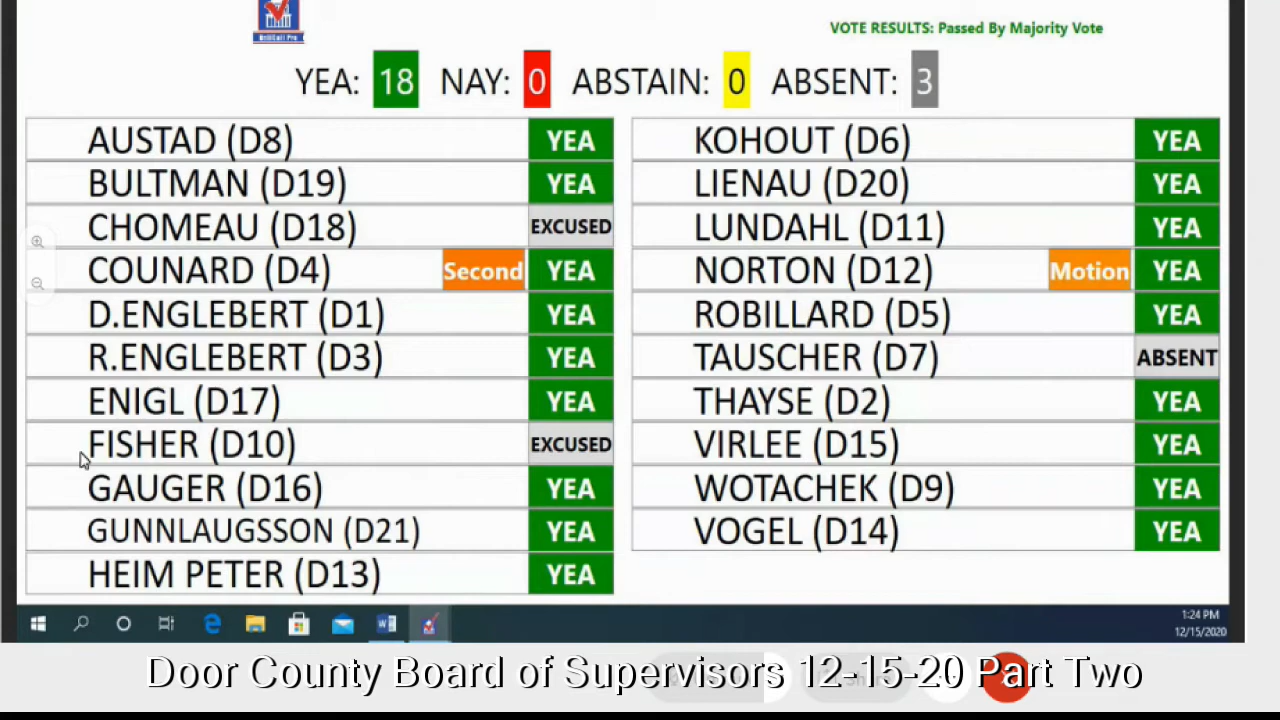 RollCall Pro
VOTE RESULTS: Passed By Majority Vote
YEA: 18 NAY: 0 ABSTAIN: 0 ABSENT: 3
AUSTAD (D8) YEA
BULTMAN (D19) YEA
CHOMEAU (D18) EXCUSED
COUNARD (D4) Second YEA
D.ENGLEBERT (D1) YEA
R.ENGLEBERT (D3) YEA
ENIGL (D17) YEA
FISHER (D10) EXCUSED
GAUGER (D16) YEA
GUNNLAUGSSON (D21) YEA
HEIM PETER (D13) YEA
KOHOUT (D6) YEA
LIENAU (D20) YEA
LUNDAHL (D11) YEA
NORTON (D12) Motion YEA
ROBILLARD (D5) YEA
TAUSCHER (D7) ABSENT
THAYSE (D2) YEA
VIRLEE (D15) YEA
WOTACHEK (D9) YEA
VOGEL (D14) YEA
1:24 PM
12/15/2020
Door County Board of Supervisors 12-15-20 Part Two